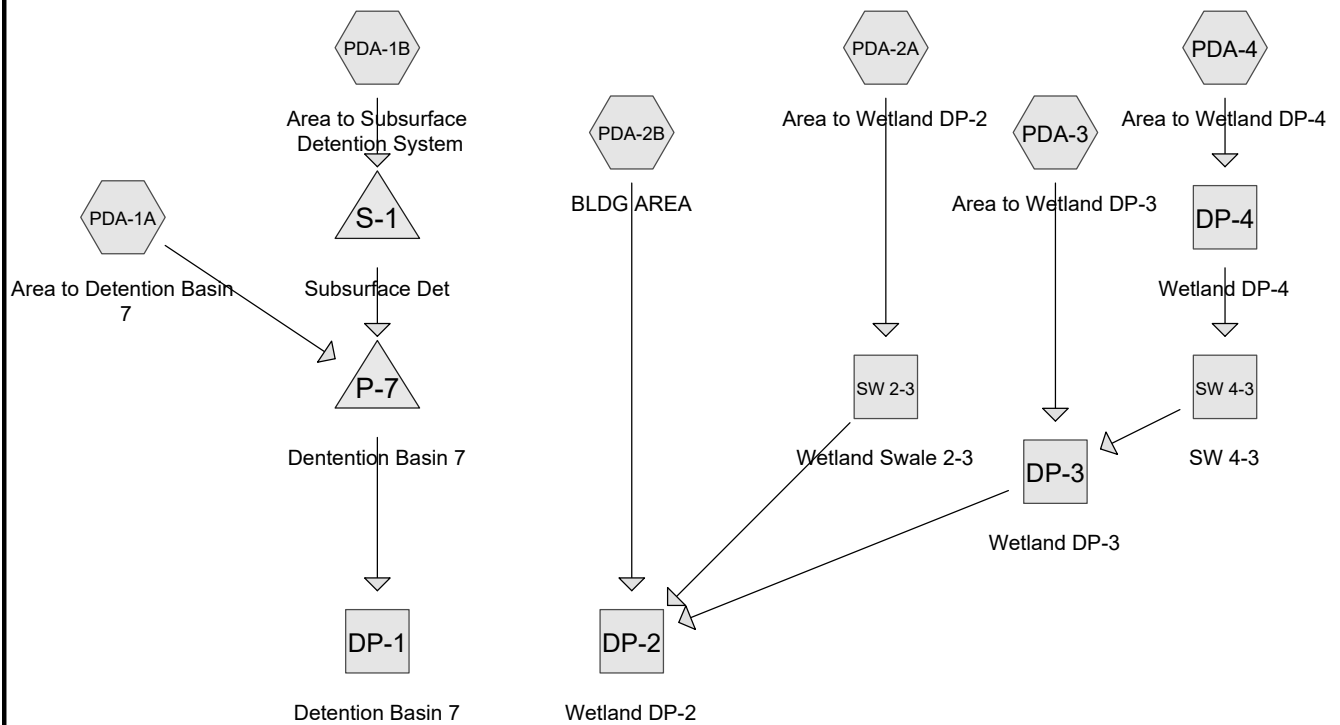 PDA-1B
PDA-2A
PDA-4
Area to Subsurface
Detention System
PDA-2B
Area to Wetland DP-2
PDA-3
Area to Wetland DP-4
PDA-1A
S-1
BLDG AREA
Area to Wetland DP-3
DP-4
Area to Detention Basin
7
Subsurface Det
Wetland DP-4
P-7
SW 2-3
SW 4-3
Dentention Basin 7
Wetland Swale 2-3
DP-3
SW 4-3
Wetland DP-3
DP-1
DP-2
Detention Basin 7
Wetland DP-2